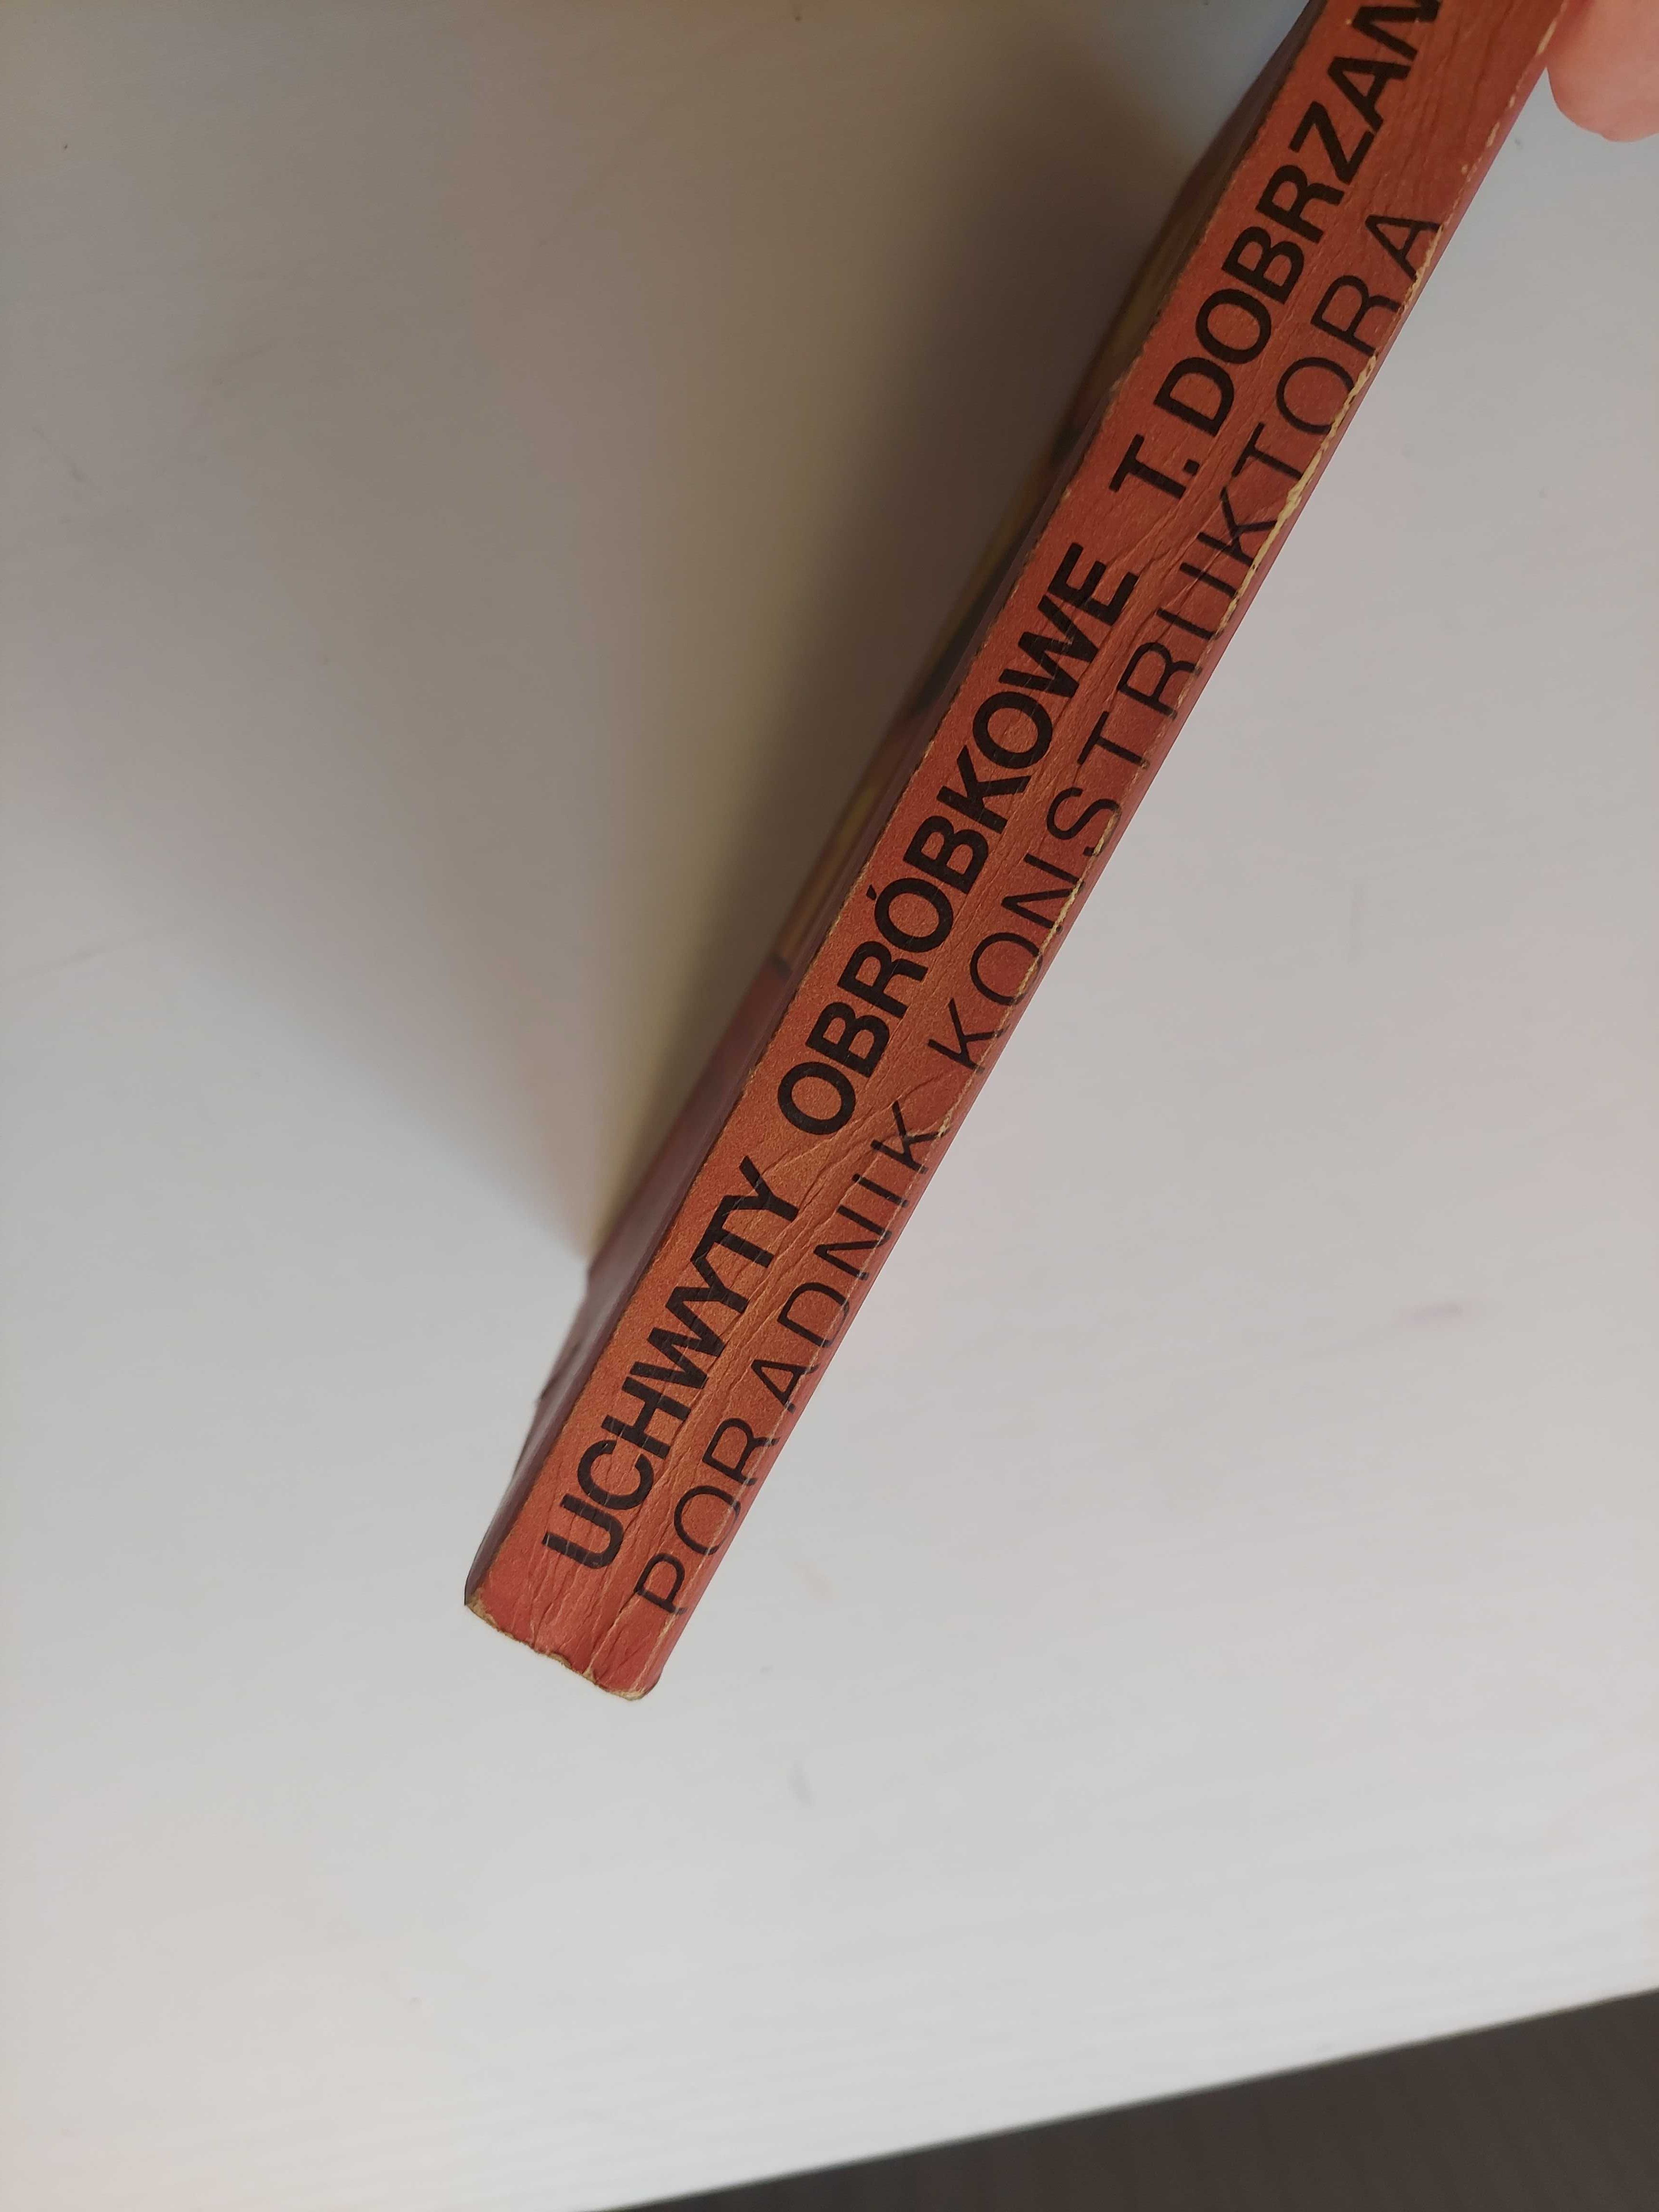 UCHWYTY OBRÓBKOWE T. DOBRZAN
PORADNIK KONSTRUKTORA